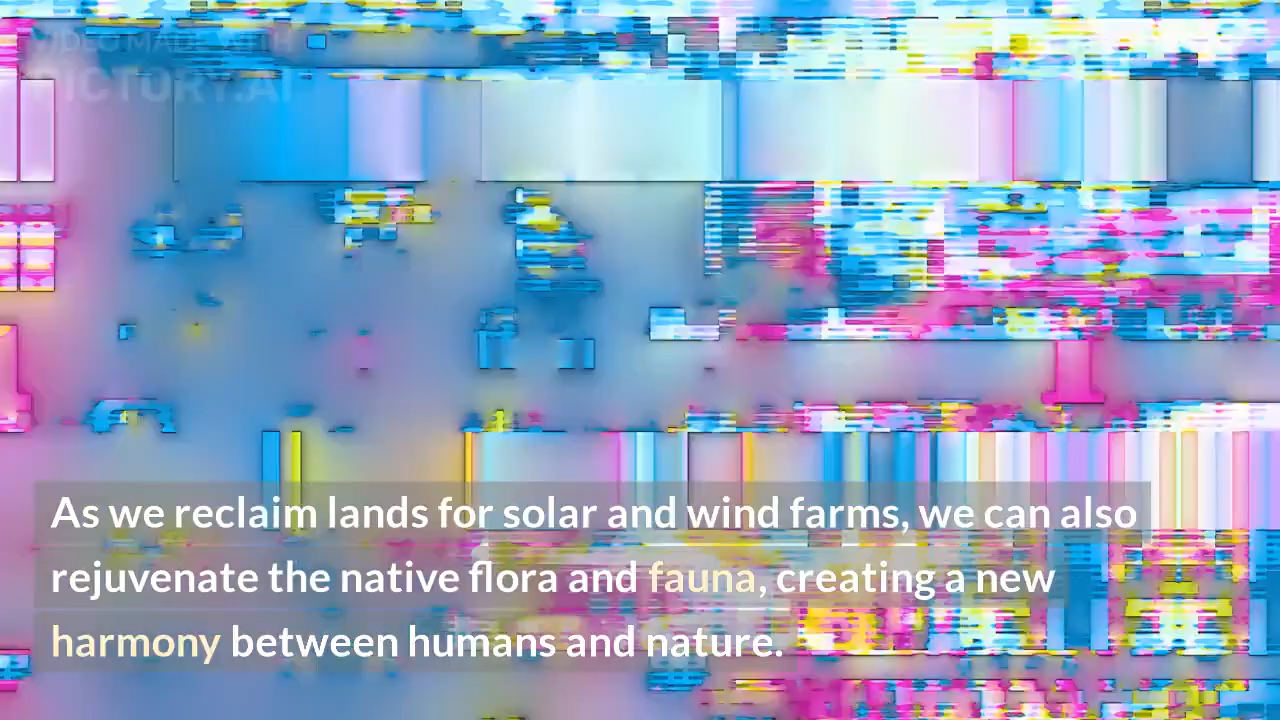 VIDEO MADE WITH
PICTORY.AI
As we reclaim lands for solar and wind farms, we can also
rejuvenate the native flora and fauna, creating a new
harmony between humans and nature.